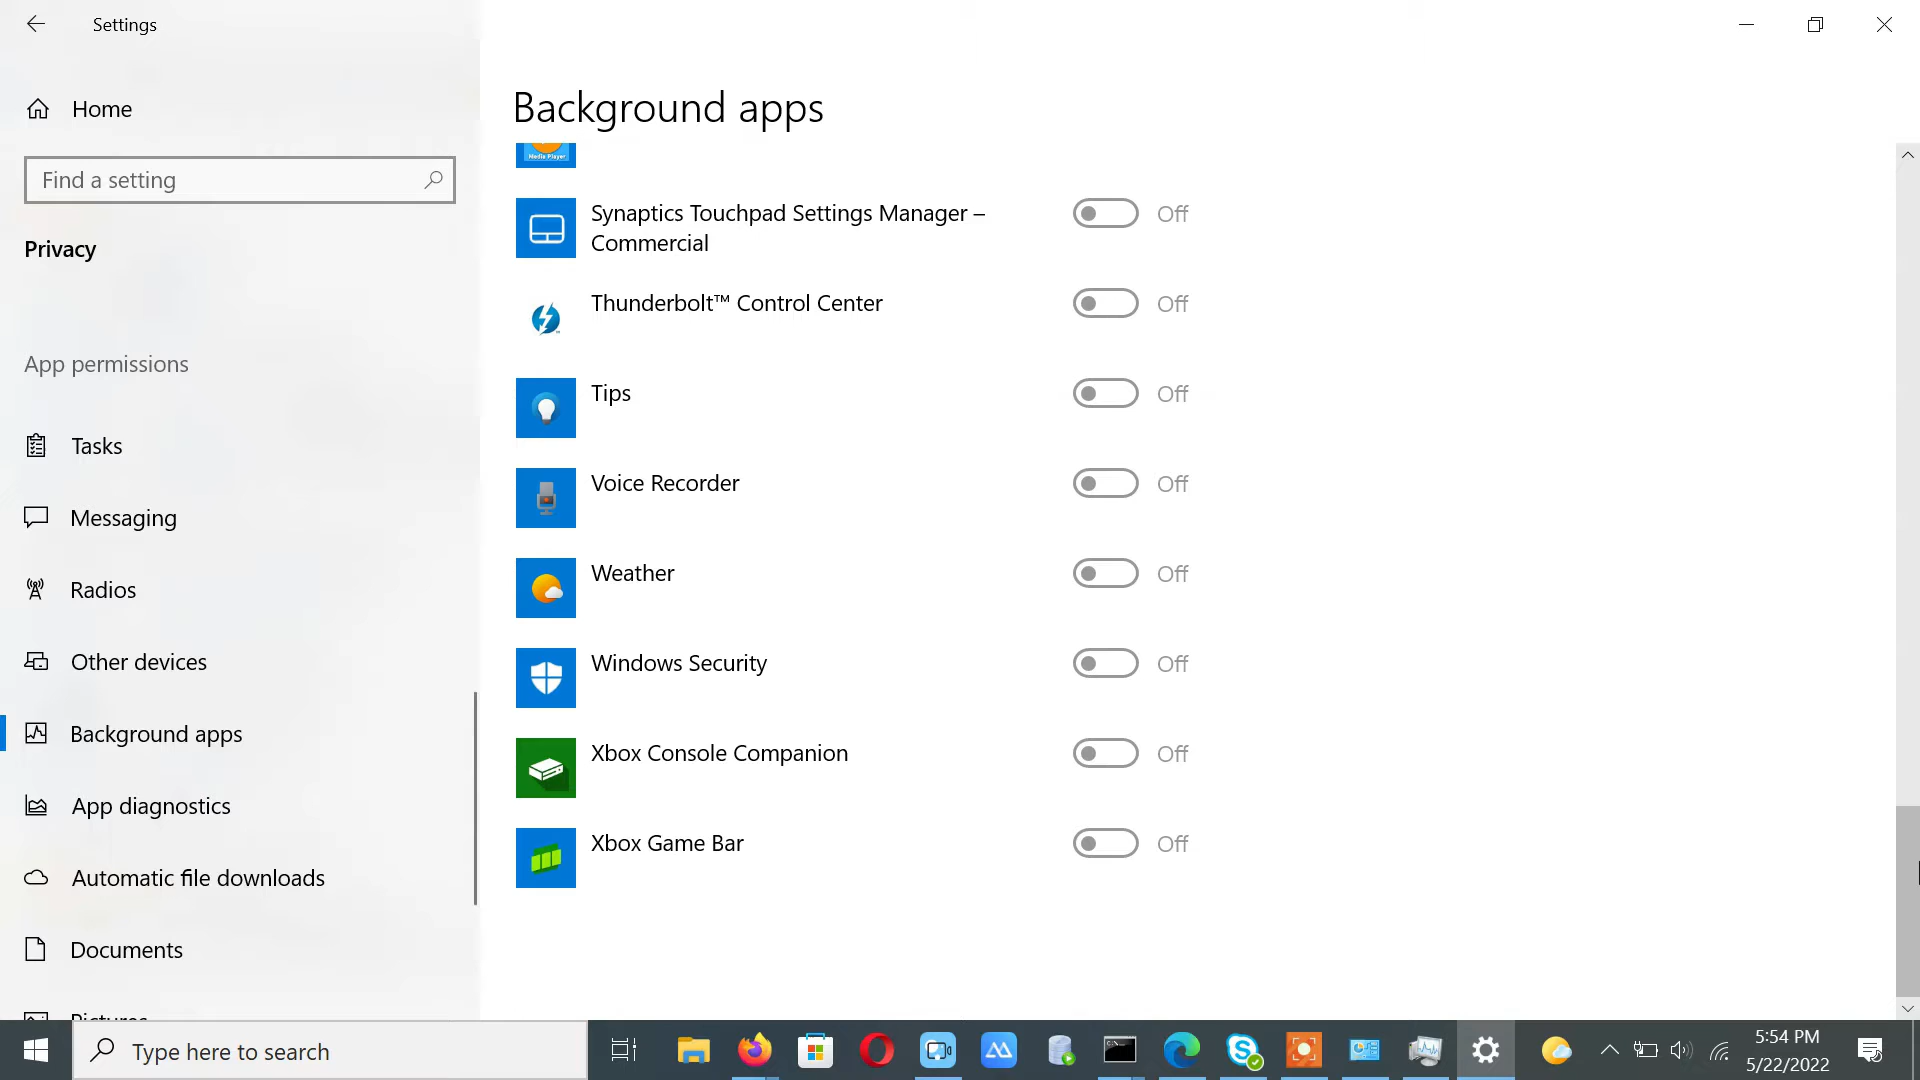 Settings
Home
Find a setting
Privacy
App permissions
Tasks
Messaging
Radios
Other devices
Background apps
App diagnostics
Automatic file downloads
Documents
Pictures
Background apps
Media Player
Synaptics Touchpad Settings Manager –
Commercial
Off
Thunderbolt™ Control Center
Off
Tips
Off
Voice Recorder
Off
Weather
Off
Windows Security
Off
Xbox Console Companion
Off
Xbox Game Bar
Off
Type here to search
5:54 PM
5/22/2022